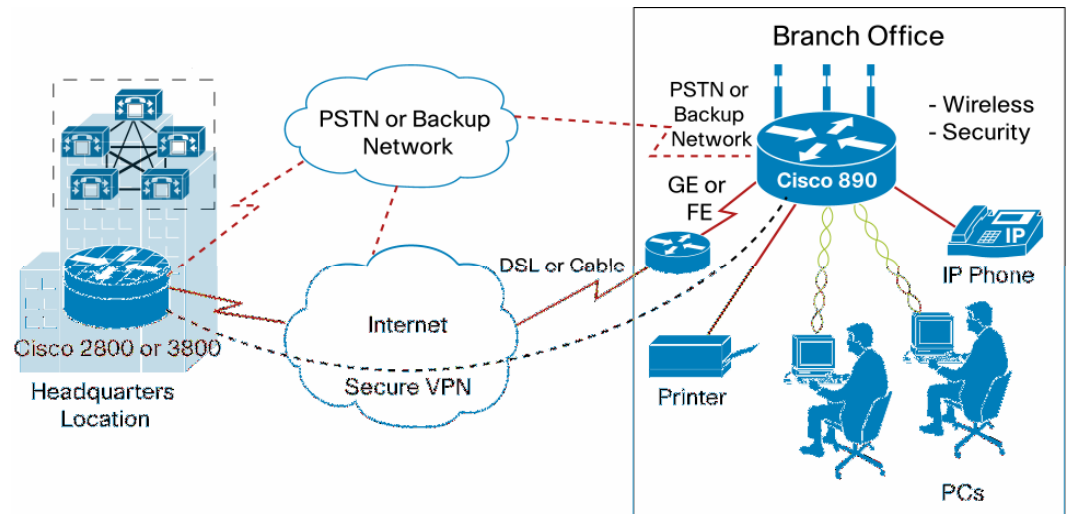 Branch Office
PSTN or Backup
Network
PSTN or
Backup
Network
- Wireless
- Security
Cisco 890
GE or
FE
IP
IP Phone
DSL or Cable
Internet
Secure VPN
Cisco 2800 or 3800
Headquarters
Location
Printer
PCs